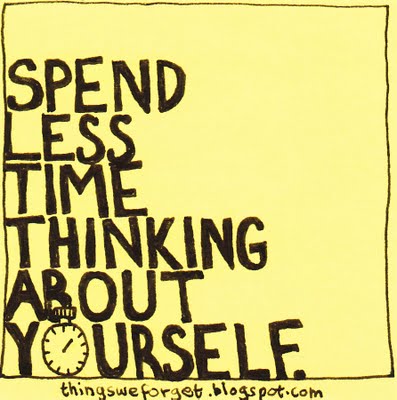 SPEND
LESS
TIME
THINKING
ABOUT
YOURSELF.
thingsweforget.blogspot.com